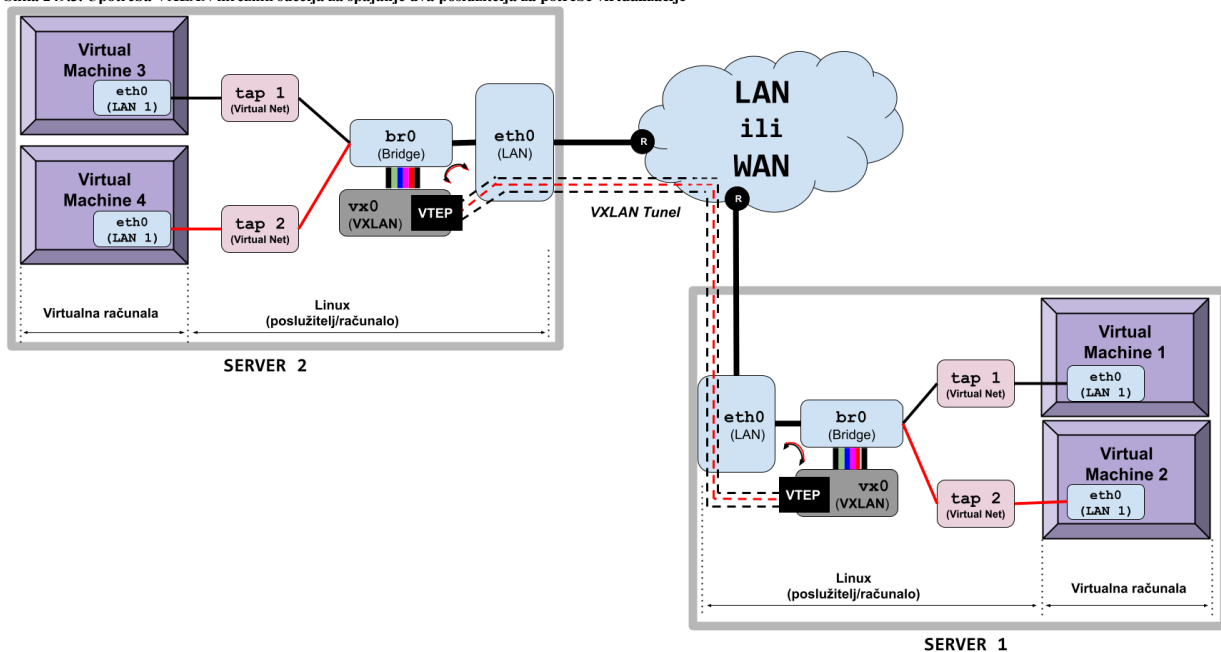 Virtual
Machine 3
eth0
(LAN 1)
tap 1
(Virtual Net)
Virtual
Machine 4
eth0
(LAN 1)
tap 2
(Virtual Net)
br0
(Bridge)
vx0
(VXLAN)
VTEP
eth0
(LAN)
R
LAN
ili
WAN
R
VXLAN Tunel
Virtualna računala
Linux
(poslužitelj/računalo)
SERVER 2
eth0
(LAN)
br0
(Bridge)
VTEP
vx0
(VXLAN)
tap 1
(Virtual Net)
tap 2
(Virtual Net)
Virtual
Machine 1
eth0
(LAN 1)
Virtual
Machine 2
eth0
(LAN 1)
Linux
(poslužitelj/računalo)
Virtualna računala
SERVER 1